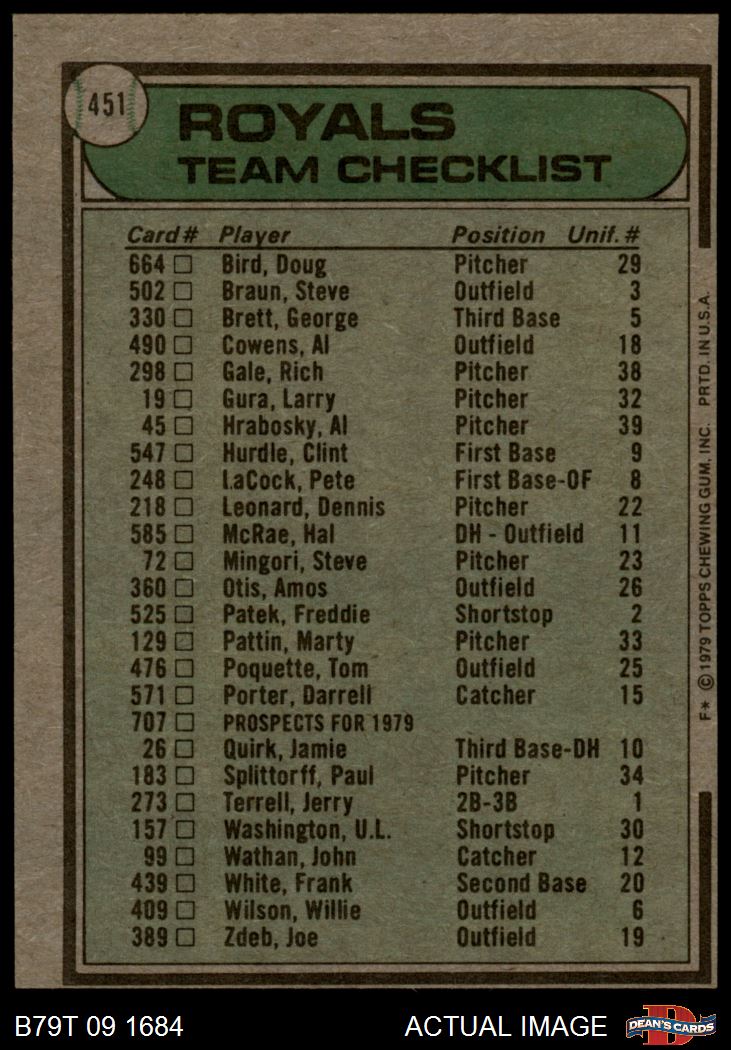 451
ROYALS
TEAM CHECKLIST
Card # Player Position Unif. #
664 Bird, Doug Pitcher 29
502 Braun, Steve Outfield 3
330 Brett, George Third Base 5
490 Cowens, Al Outfield 18
298 Gale, Rich Pitcher 38
19 Gura, Larry Pitcher 32
45 Hrabosky, Al Pitcher 39
547 Hurdle, Clint First Base 9
248 LaCock, Pete First Base-OF 8
218 Leonard, Dennis Pitcher 22
585 McRae, Hal DH - Outfield 11
72 Mingori, Steve Pitcher 23
360 Otis, Amos Outfield 26
525 Patek, Freddie Shortstop 2
129 Pattin, Marty Pitcher 33
476 Poquette, Tom Outfield 25
571 Porter, Darrell Catcher 15
707 PROSPECTS FOR 1979
26 Quirk, Jamie Third Base-DH 10
183 Splittorff, Paul Pitcher 34
273 Terrell, Jerry 2B-3B 1
157 Washington, U.L. Shortstop 30
99 Wathan, John Catcher 12
439 White, Frank Second Base 20
409 Wilson, Willie Outfield 6
389 Zdeb, Joe Outfield 19
F* © 1979 TOPPS CHEWING GUM, INC. PRTD. IN U.S.A.
B79T 09 1684 ACTUAL IMAGE DEAN'S CARDS